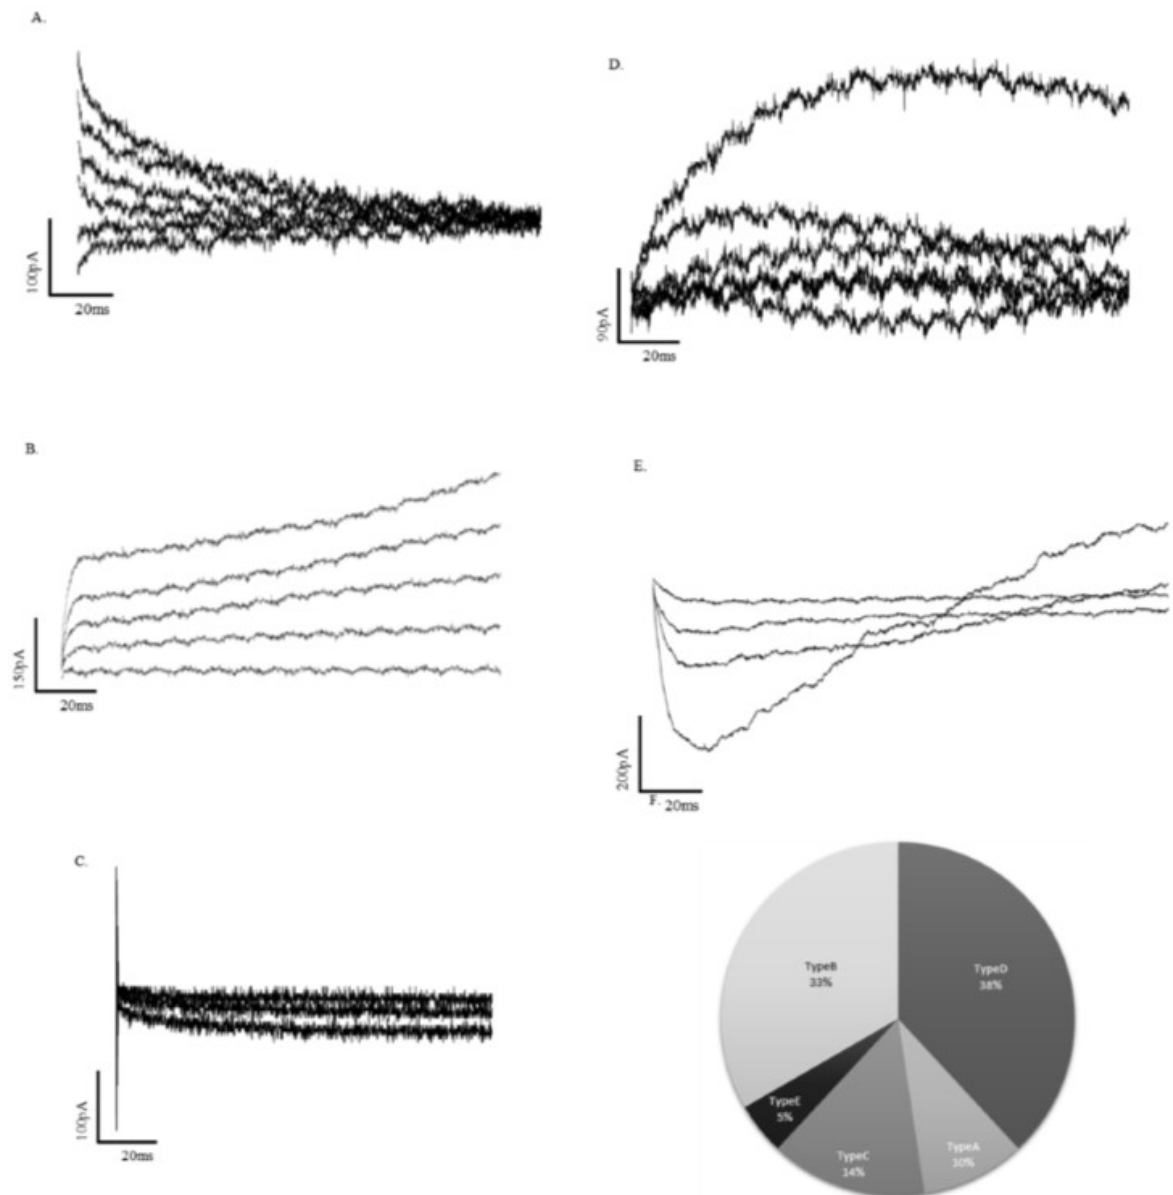 A.
100pA
20ms
D.
90pA
20ms
B.
150pA
20ms
E.
200pA
20ms
C.
100pA
20ms
F.
TypeB
33%
TypeD
38%
TypeE
5%
TypeC
14%
TypeA
10%